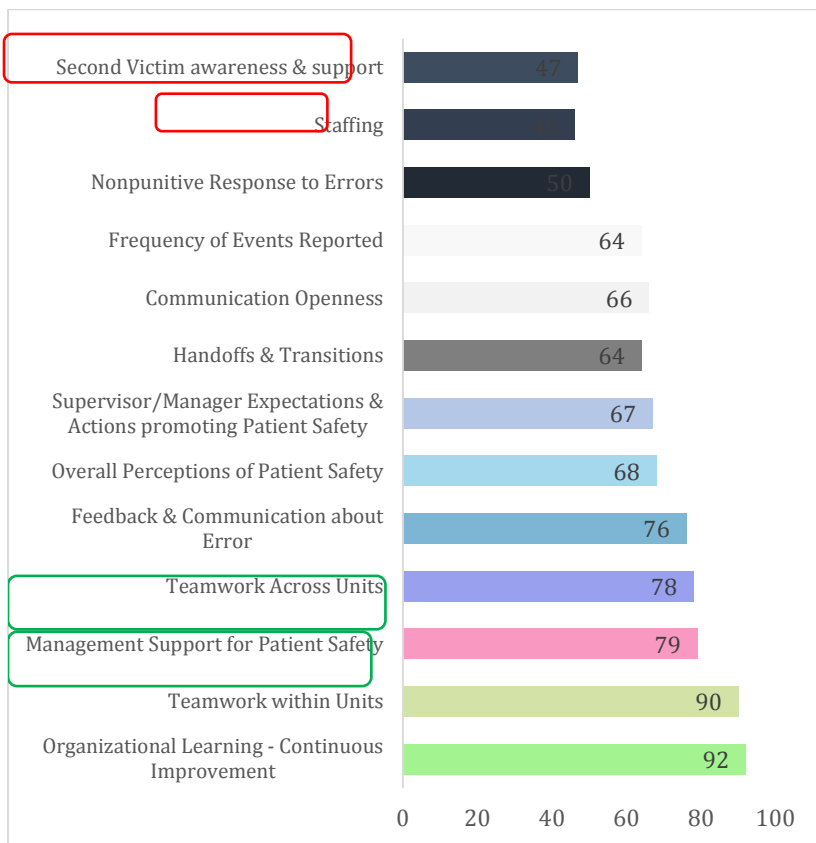 Second Victim awareness & support 47
Staffing
Nonpunitive Response to Errors 50
Frequency of Events Reported 64
Communication Openness 66
Handoffs & Transitions 64
Supervisor/Manager Expectations &
Actions promoting Patient Safety 67
Overall Perceptions of Patient Safety 68
Feedback & Communication about
Error 76
Teamwork Across Units 78
Management Support for Patient Safety 79
Teamwork within Units 90
Organizational Learning - Continuous
Improvement 92
0 20 40 60 80 100